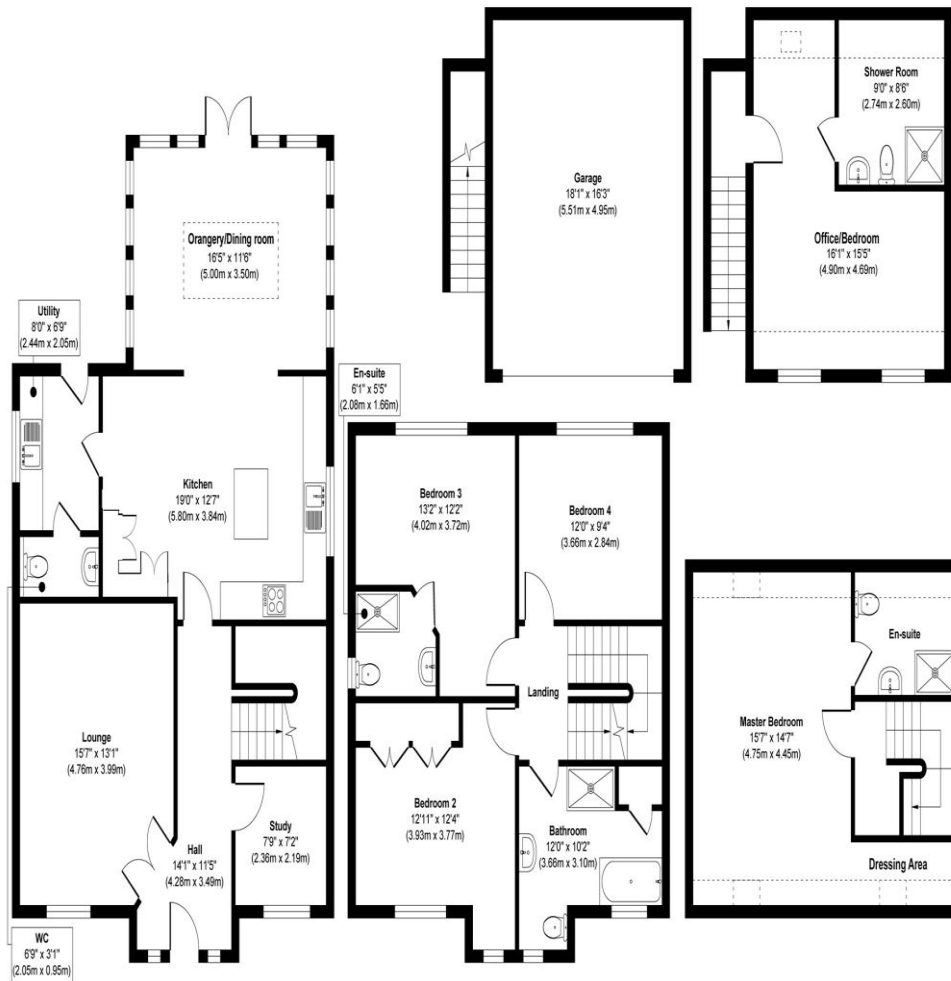 Shower Room
9'0" x 8'6"
(2.74m x 2.60m)
Garage
18'1" x 16'3"
(5.51m x 4.95m)
Office/Bedroom
16'1" x 15'5"
(4.90m x 4.69m)
Orangery/Dining room
16'5" x 11'6"
(5.00m x 3.50m)
Utility
8'0" x 6'9"
(2.44m x 2.05m)
En-suite
6'1" x 5'5"
(2.08m x 1.66m)
Kitchen
19'0" x 12'7"
(5.80m x 3.84m)
Bedroom 3
13'2" x 12'2"
(4.02m x 3.72m)
Bedroom 4
12'0" x 9'4"
(3.66m x 2.84m)
En-suite
Landing
Lounge
15'7" x 13'1"
(4.76m x 3.99m)
Master Bedroom
15'7" x 14'7"
(4.75m x 4.45m)
Study
7'9" x 7'2"
(2.36m x 2.19m)
Hall
14'1" x 11'5"
(4.28m x 3.49m)
Bedroom 2
12'11" x 12'4"
(3.93m x 3.77m)
Bathroom
12'0" x 10'2"
(3.66m x 3.10m)
Dressing Area
WC
6'9" x 3'1"
(2.05m x 0.95m)